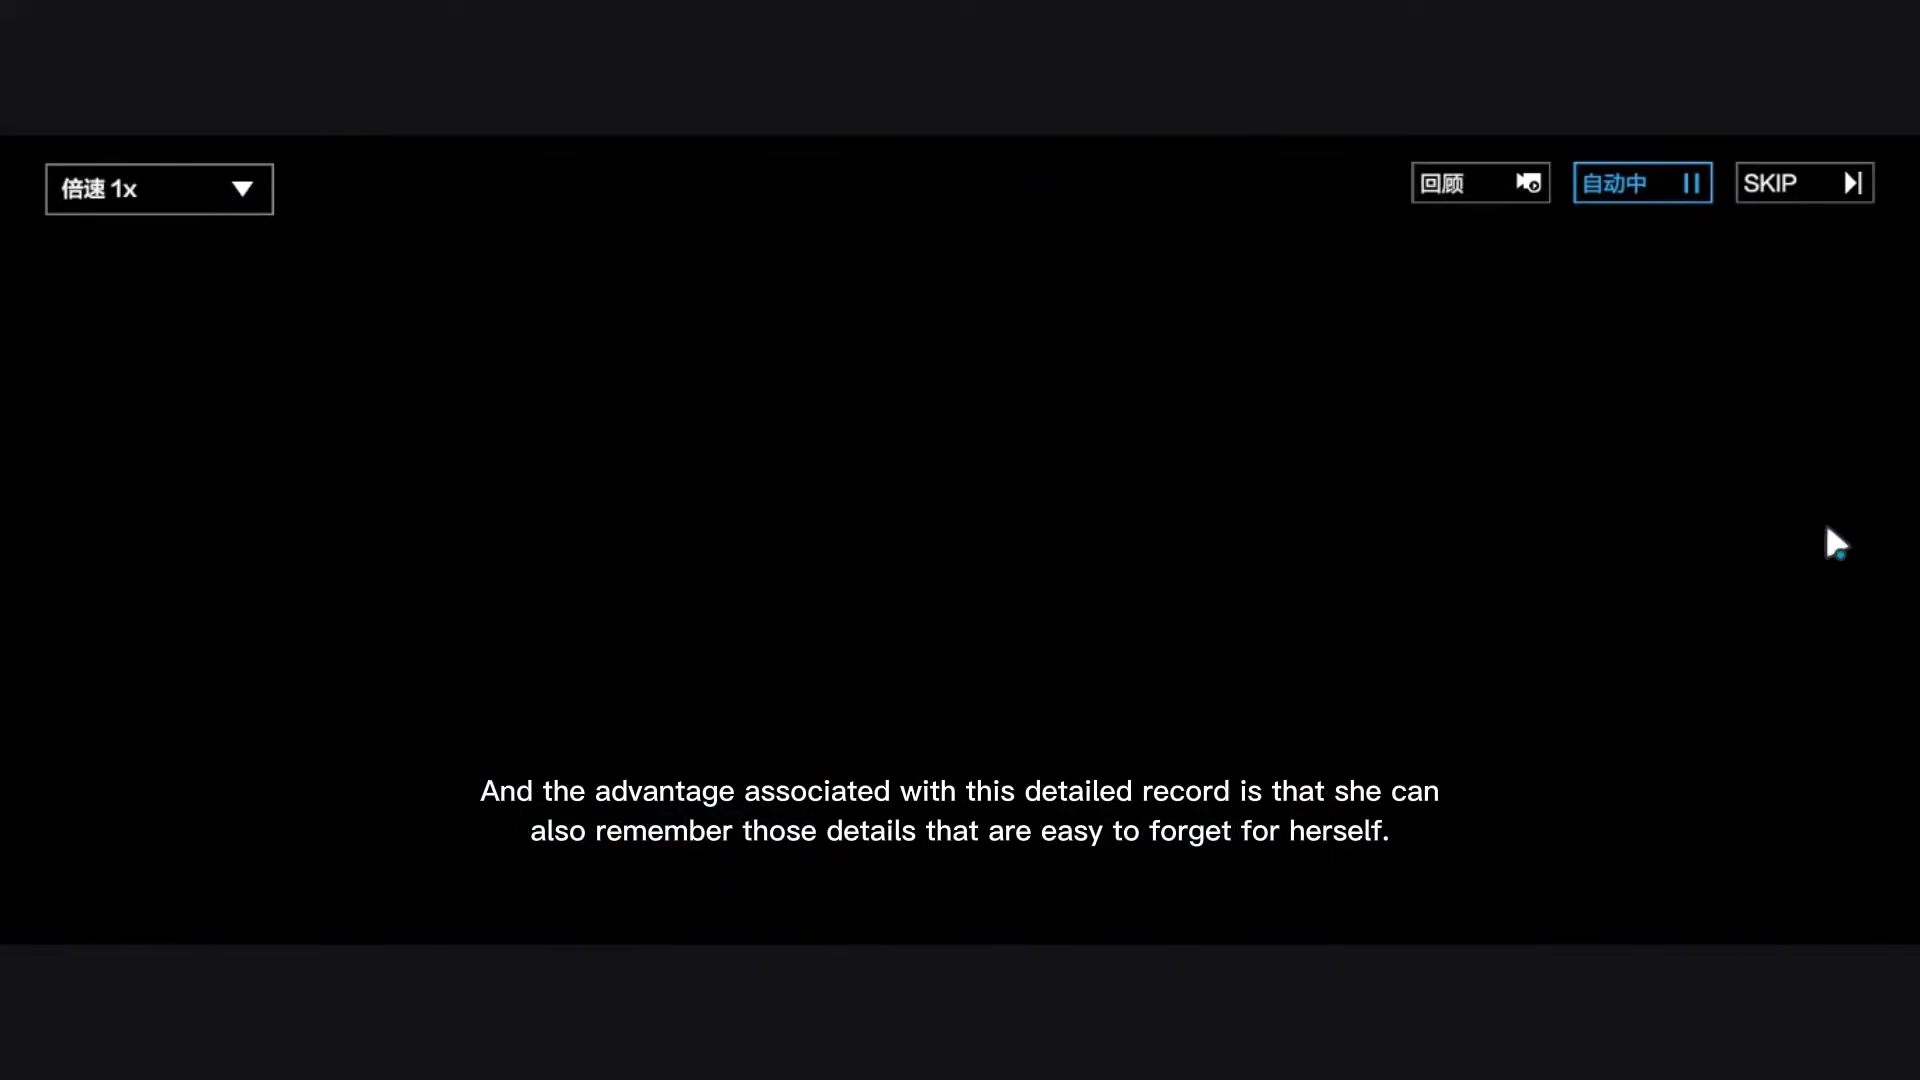 倍速 1x
回顾
自动中
SKIP
And the advantage associated with this detailed record is that she can
also remember those details that are easy to forget for herself.